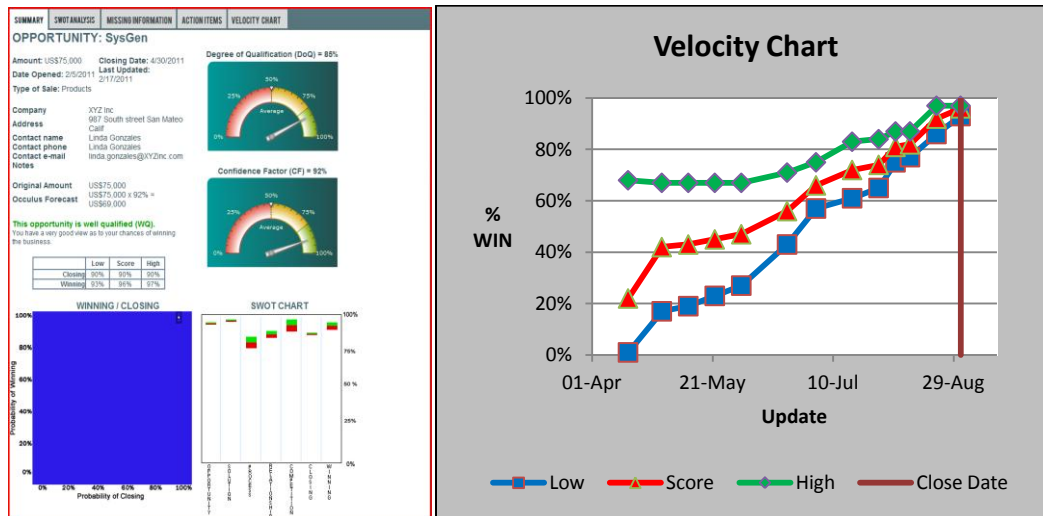 SUMMARY SWOT ANALYSIS MISSING INFORMATION ACTION ITEMS VELOCITY CHART
OPPORTUNITY: SysGen
Amount: US$75,000 Closing Date: 4/30/2011
Date Opened: 2/5/2011 Last Updated:
2/17/2011
Type of Sale: Products
Company XYZ Inc
Address 987 South street San Mateo
Calif
Contact name Linda Gonzales
Contact phone Linda Gonzales
Contact e-mail linda.gonzales@XYZinc.com
Notes
Original Amount US$75,000
Occulus Forecast US$75,000 x 92% =
US$69,000
This opportunity is well qualified (WQ).
You have a very good view as to your chances of winning
the business.
Low Score High
Closing 80% 90% 90%
Winning 93% 96% 97%
Degree of Qualification (DoQ) = 85%
50%
25% 75%
Average
0% 100%
Confidence Factor (CF) = 92%
50%
25% 75%
Average
0% 100%
WINNING / CLOSING
100%
80%
60%
40%
20%
0%
Probability of Winning
0% 20% 40% 60% 80% 100%
Probability of Closing
SWOT CHART
100%
75%
50 %
25%
0%
OPPORTUNITY
SOLUTION
PROCESS
RELATIONSHIP
COMPETITION
CLOSING
WINNING
Velocity Chart
100%
80%
60%
40%
20%
0%
% WIN
01-Apr 21-May 10-Jul 29-Aug
Update
Low Score High Close Date